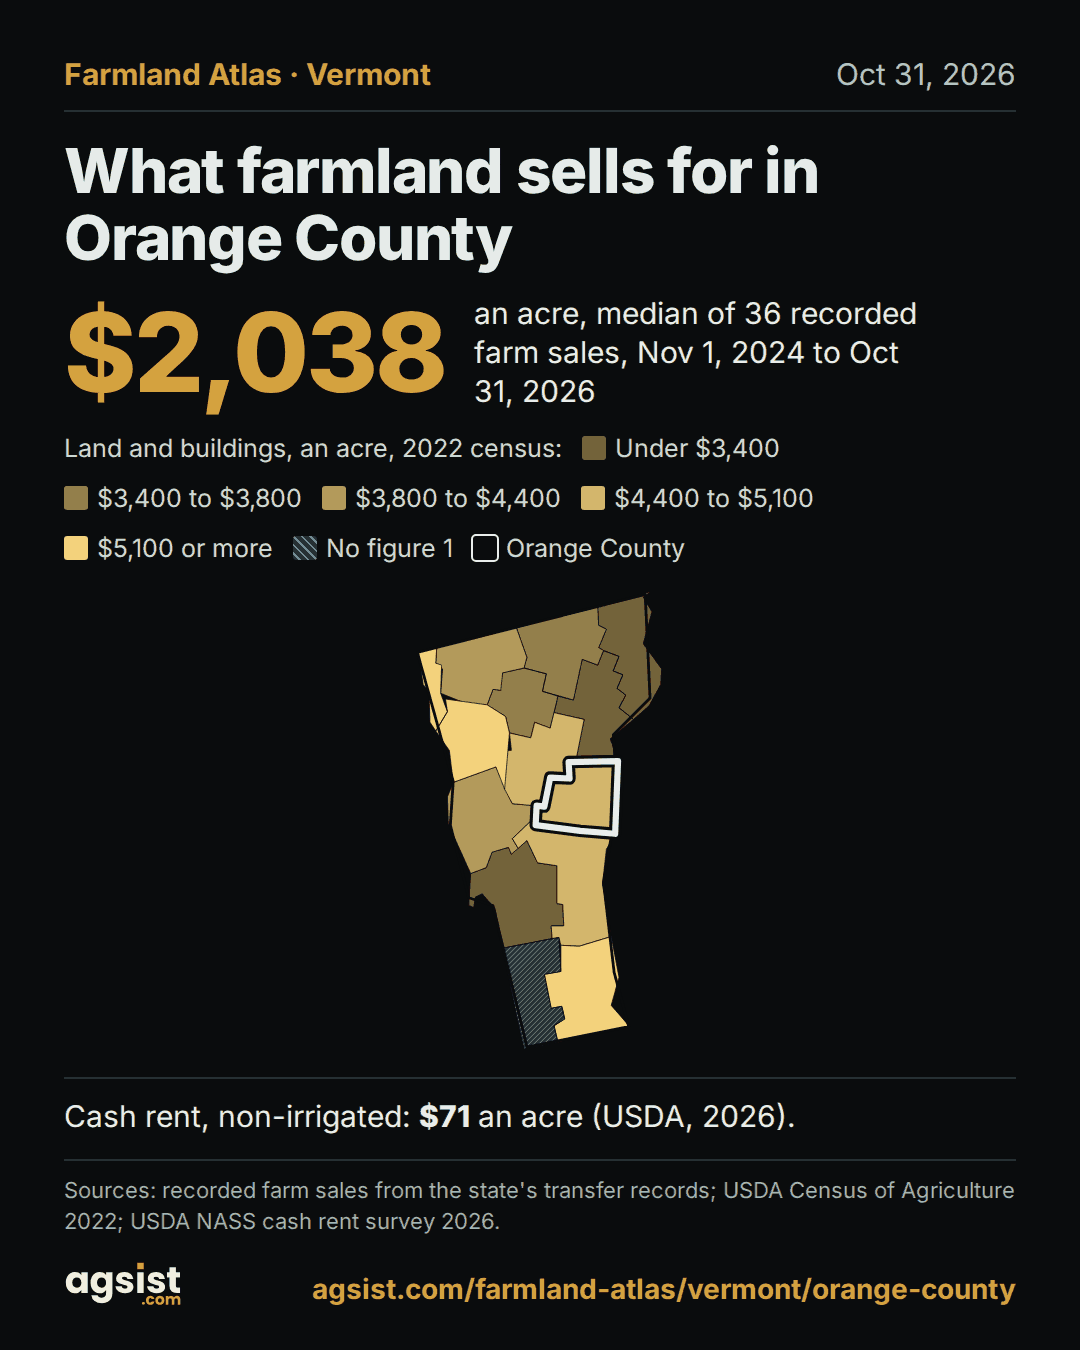 Farmland Atlas · Vermont
Oct 31, 2026
What farmland sells for in
Orange County
$2,038
an acre, median of 36 recorded
farm sales, Nov 1, 2024 to Oct
31, 2026
Land and buildings, an acre, 2022 census: Under $3,400
$3,400 to $3,800 $3,800 to $4,400 $4,400 to $5,100
$5,100 or more No figure 1 Orange County
Cash rent, non-irrigated: $71 an acre (USDA, 2026).
Sources: recorded farm sales from the state's transfer records; USDA Census of Agriculture
2022; USDA NASS cash rent survey 2026.
agsist
.com
agsist.com/farmland-atlas/vermont/orange-county